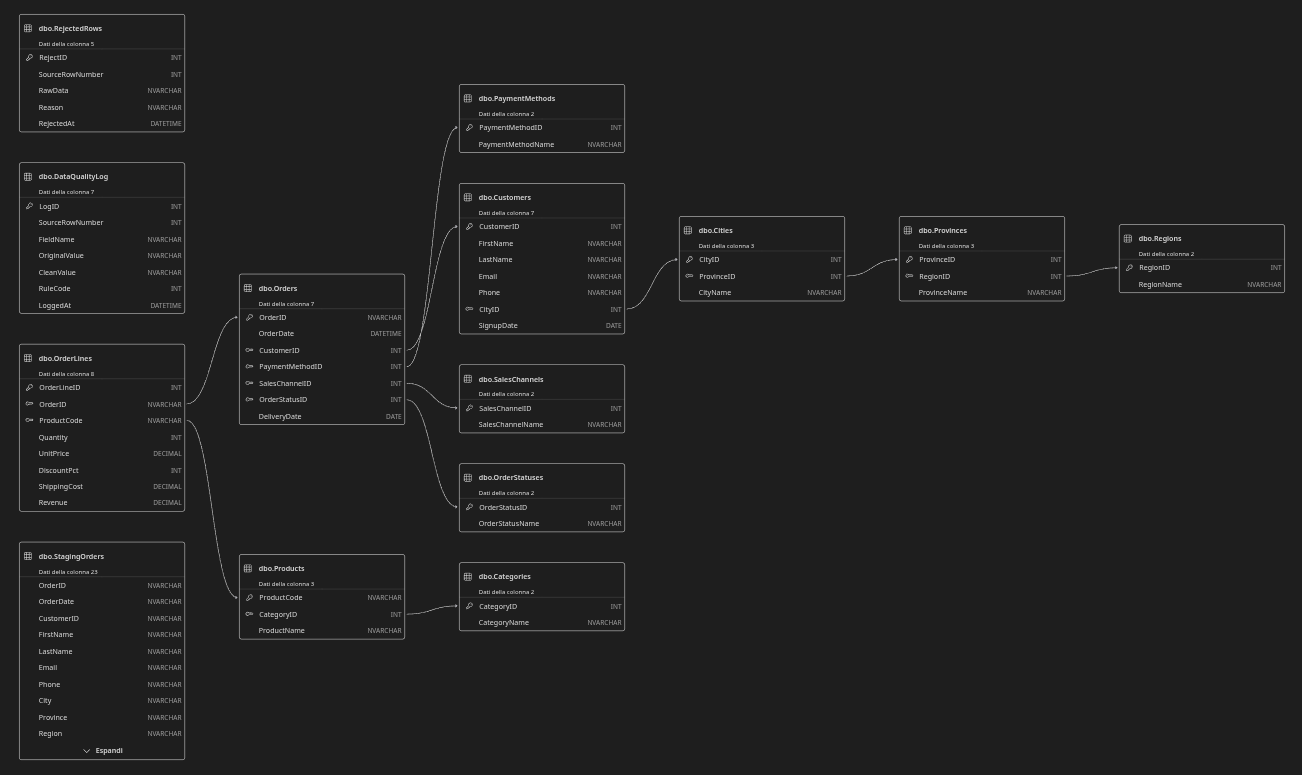 dbo.RejectedRows
Dati della colonna 5
RejectID INT
SourceRowNumber INT
RawData NVARCHAR
Reason NVARCHAR
RejectedAt DATETIME
dbo.DataQualityLog
Dati della colonna 7
LogID INT
SourceRowNumber INT
FieldName NVARCHAR
OriginalValue NVARCHAR
CleanValue NVARCHAR
RuleCode INT
LoggedAt DATETIME
dbo.OrderLines
Dati della colonna 8
OrderLineID INT
OrderID NVARCHAR
ProductCode NVARCHAR
Quantity INT
UnitPrice DECIMAL
DiscountPct INT
ShippingCost DECIMAL
Revenue DECIMAL
dbo.StagingOrders
Dati della colonna 23
OrderID NVARCHAR
OrderDate NVARCHAR
CustomerID NVARCHAR
FirstName NVARCHAR
LastName NVARCHAR
Email NVARCHAR
Phone NVARCHAR
City NVARCHAR
Province NVARCHAR
Region NVARCHAR
Espandi
dbo.Orders
Dati della colonna 7
OrderID NVARCHAR
OrderDate DATETIME
CustomerID INT
PaymentMethodID INT
SalesChannelID INT
OrderStatusID INT
DeliveryDate DATE
dbo.Products
Dati della colonna 3
ProductCode NVARCHAR
CategoryID INT
ProductName NVARCHAR
dbo.PaymentMethods
Dati della colonna 2
PaymentMethodID INT
PaymentMethodName NVARCHAR
dbo.Customers
Dati della colonna 7
CustomerID INT
FirstName NVARCHAR
LastName NVARCHAR
Email NVARCHAR
Phone NVARCHAR
CityID INT
SignupDate DATE
dbo.SalesChannels
Dati della colonna 2
SalesChannelID INT
SalesChannelName NVARCHAR
dbo.OrderStatuses
Dati della colonna 2
OrderStatusID INT
OrderStatusName NVARCHAR
dbo.Categories
Dati della colonna 2
CategoryID INT
CategoryName NVARCHAR
dbo.Cities
Dati della colonna 3
CityID INT
ProvinceID INT
CityName NVARCHAR
dbo.Provinces
Dati della colonna 3
ProvinceID INT
RegionID INT
ProvinceName NVARCHAR
dbo.Regions
Dati della colonna 2
RegionID INT
RegionName NVARCHAR